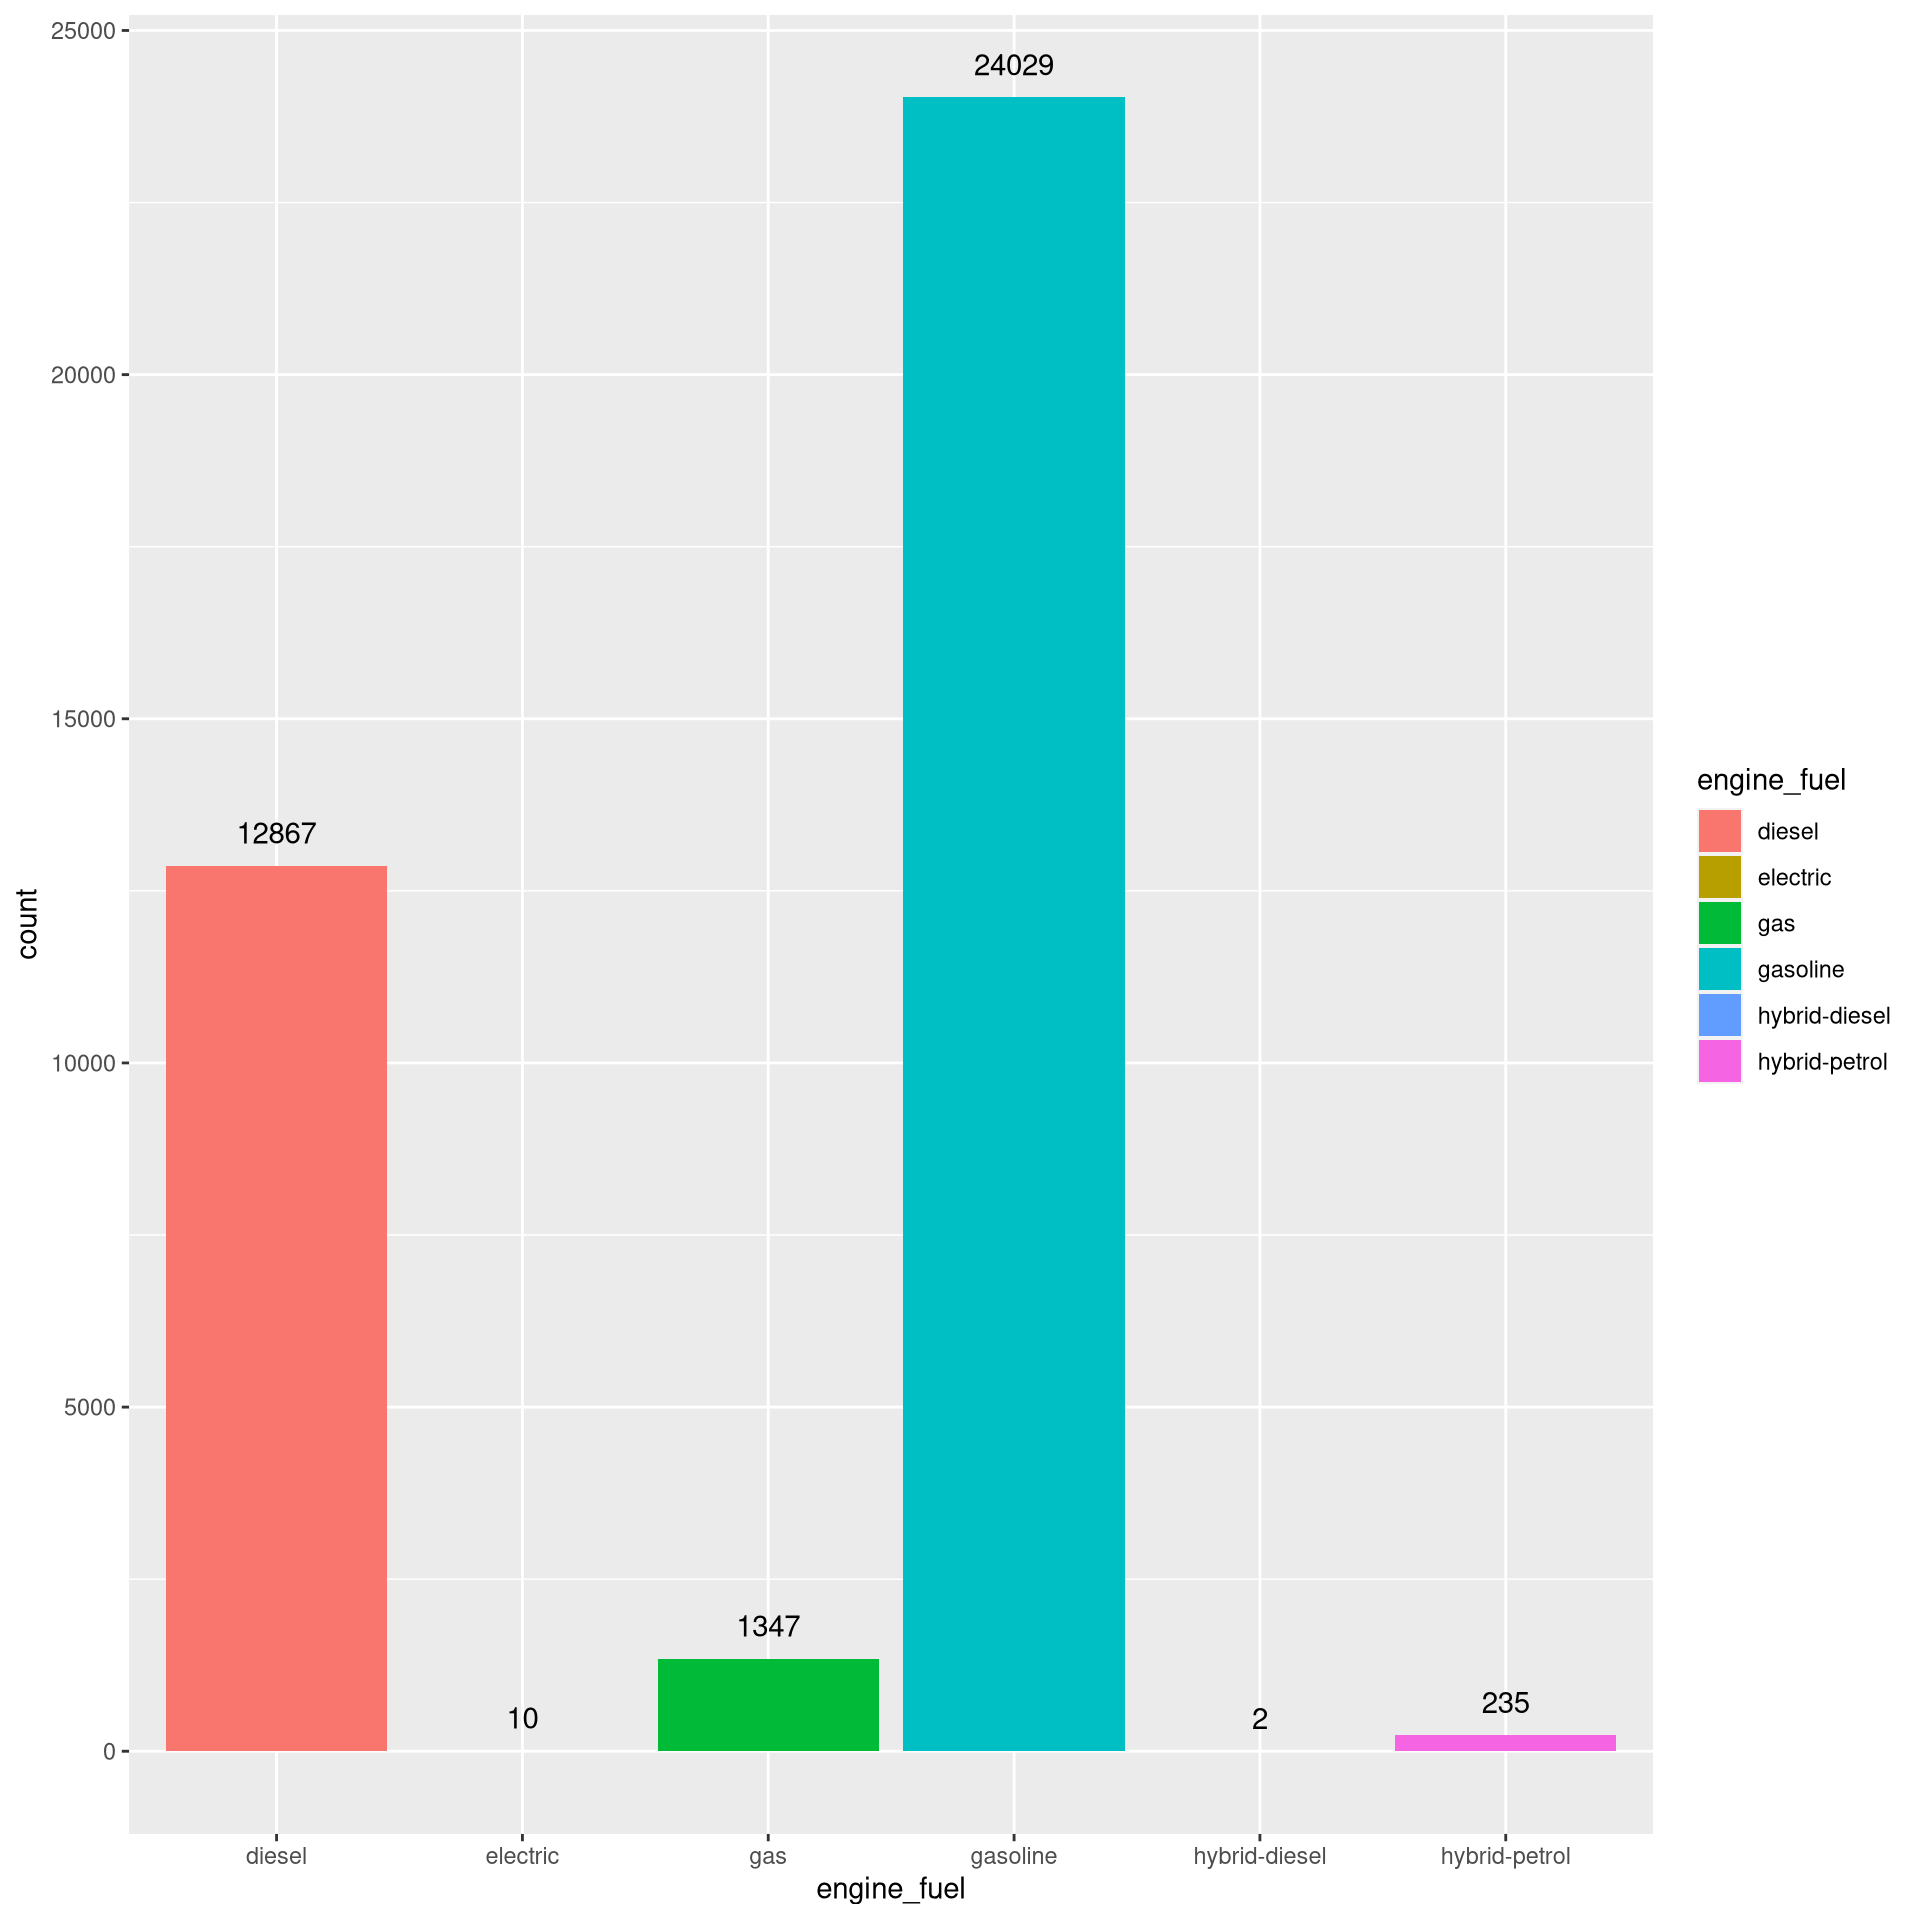 25000
20000
15000
10000
5000
0
count
12867
10
1347
24029
2
235
diesel
electric
gas
gasoline
hybrid-diesel
hybrid-petrol
engine_fuel
engine_fuel
diesel
electric
gas
gasoline
hybrid-diesel
hybrid-petrol